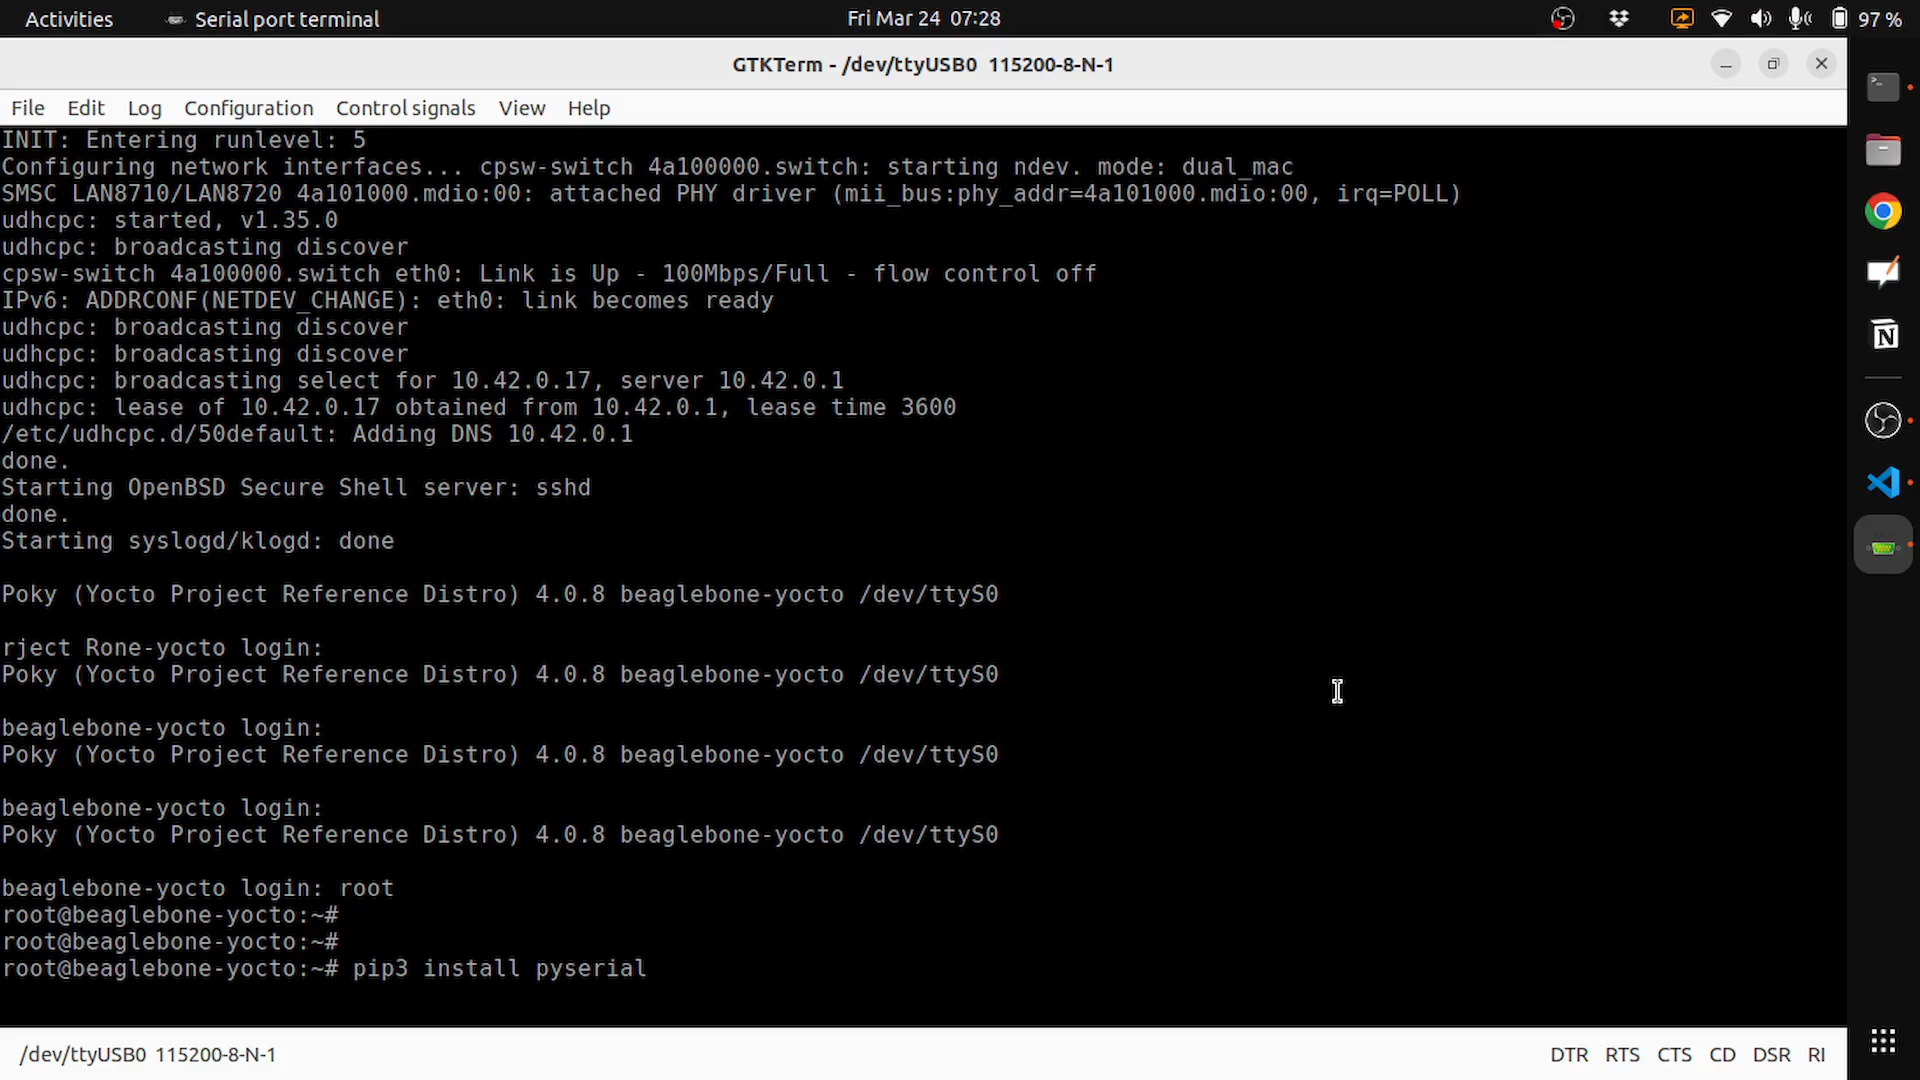 Activities
Serial port terminal
Fri Mar 24 07:28
97 %
GTKTerm - /dev/ttyUSB0 115200-8-N-1
File Edit Log Configuration Control signals View Help
INIT: Entering runlevel: 5
Configuring network interfaces... cpsw-switch 4a100000.switch: starting ndev. mode: dual_mac
SMSC LAN8710/LAN8720 4a101000.mdio:00: attached PHY driver (mii_bus:phy_addr=4a101000.mdio:00, irq=POLL)
udhcpc: started, v1.35.0
udhcpc: broadcasting discover
cpsw-switch 4a100000.switch eth0: Link is Up - 100Mbps/Full - flow control off
IPv6: ADDRCONF(NETDEV_CHANGE): eth0: link becomes ready
udhcpc: broadcasting discover
udhcpc: broadcasting discover
udhcpc: broadcasting select for 10.42.0.17, server 10.42.0.1
udhcpc: lease of 10.42.0.17 obtained from 10.42.0.1, lease time 3600
/etc/udhcpc.d/50default: Adding DNS 10.42.0.1
done.
Starting OpenBSD Secure Shell server: sshd
done.
Starting syslogd/klogd: done
Poky (Yocto Project Reference Distro) 4.0.8 beaglebone-yocto /dev/ttyS0
rject Rone-yocto login:
Poky (Yocto Project Reference Distro) 4.0.8 beaglebone-yocto /dev/ttyS0
beaglebone-yocto login:
Poky (Yocto Project Reference Distro) 4.0.8 beaglebone-yocto /dev/ttyS0
beaglebone-yocto login:
Poky (Yocto Project Reference Distro) 4.0.8 beaglebone-yocto /dev/ttyS0
beaglebone-yocto login: root
root@beaglebone-yocto:~#
root@beaglebone-yocto:~#
root@beaglebone-yocto:~# pip3 install pyserial
/dev/ttyUSB0 115200-8-N-1
DTR RTS CTS CD DSR RI